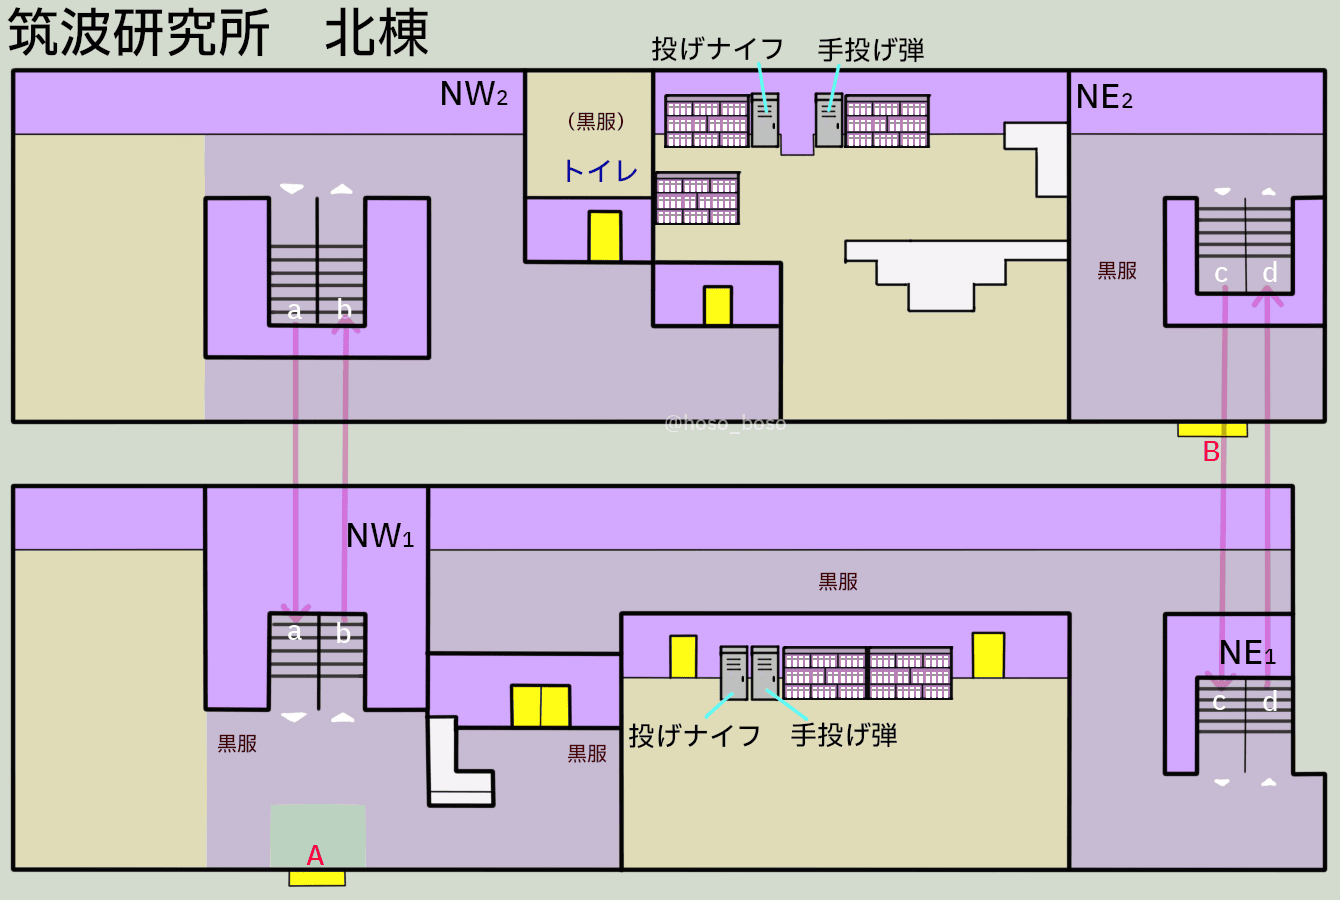 筑波研究所　北棟
投げナイフ　手投げ弾
NW2
NE2
（黒服）
トイレ
黒服
c d
a b
@hoso_boso
B
NW1
黒服
a b
NE1
c d
投げナイフ　手投げ弾
黒服
黒服
A